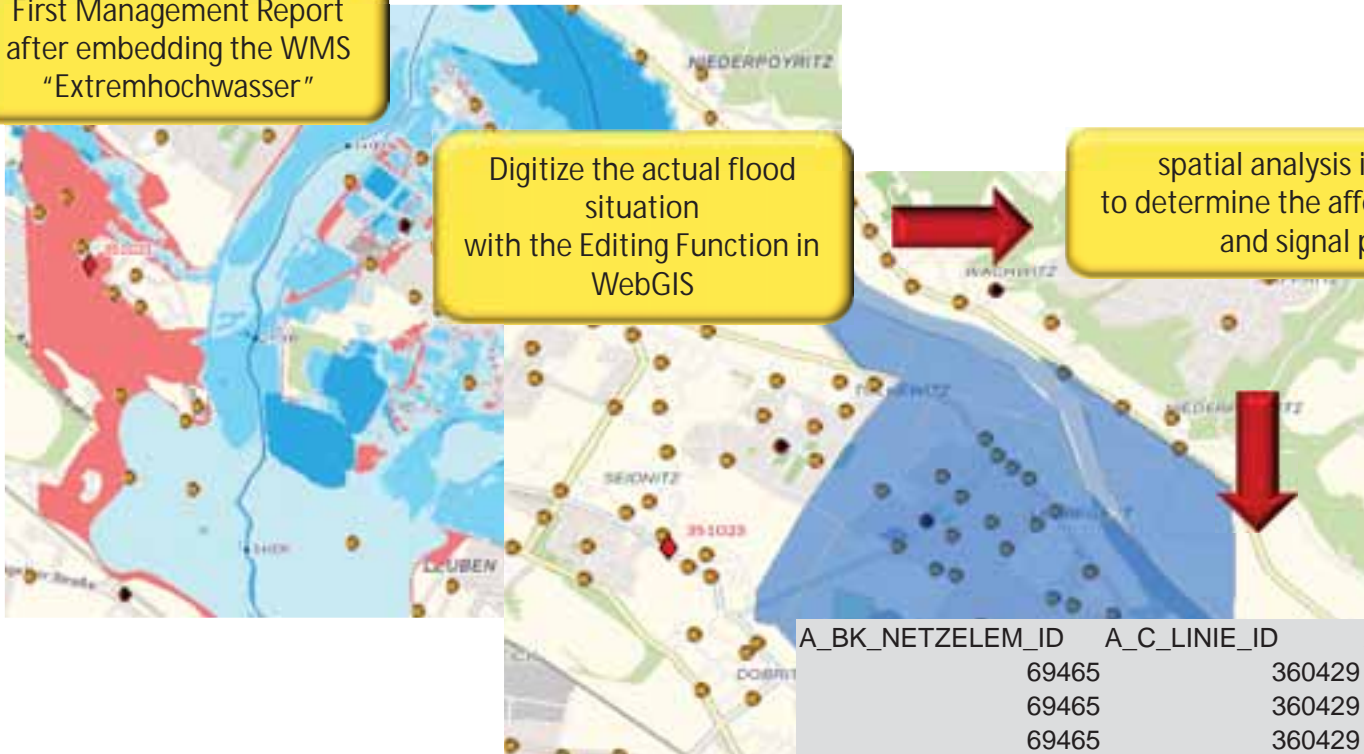 First Management Report
after embedding the WMS
“Extremhochwasser”
NIEDERPOYRITZ
Digitize the actual flood
situation
with the Editing Function in
WebGIS
spatial analysis
to determine the
and signal
WACHWITZ
SEIDNITZ
351023
LEUBEN
A_BK_NETZELEM_ID A_C_LINIE_ID
69465 360429
69465 360429
69465 360429